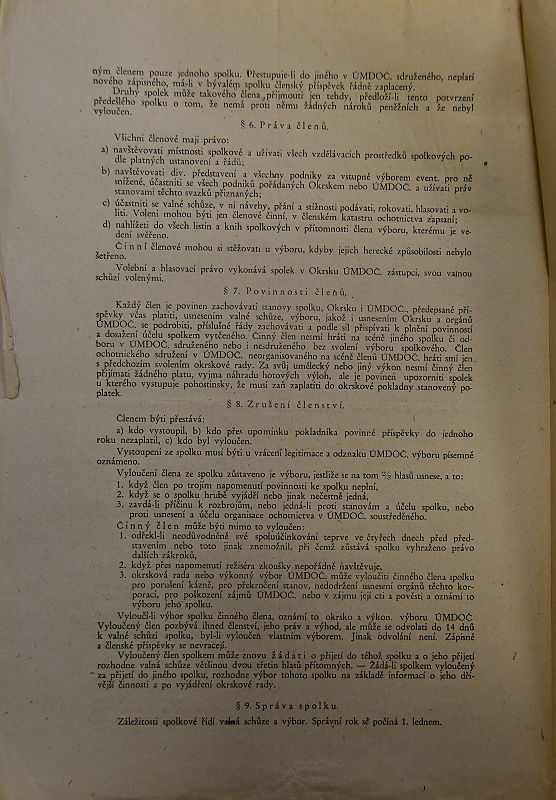 ným členem pouze jednoho spolku. Přestupuje-li do jiného v ÚMDOČ. sdruženého, neplatí
nového zápisného, má-li v bývalém spolku členský příspěvek řádně zaplacený.
Druhý spolek může takového člena přijmouti jen tehdy, předloží-li tento potvrzení
předešlého spolku o tom, že nemá proti němu žádných nároků peněžních a že nebyl
vyloučen.
§ 6. Práva členů.
Všichni členové mají právo:
a) navštěvovati místnosti spolkové a užívati všech vzdělávacích prostředků spolkových po-
dle platných ustanovení a řádů;
b) navštěvovati div. představení a všechny podniky za vstupné výborem event. pro ně
snížené, účastniti se všech podniků pořádaných Okrskem nebo ÚMDOČ. a užívati práv
stanovami těchto svazků přiznaných;
c) účastniti se valné schůze, v ní návrhy, přání a stížnosti podávati, rokovati, hlasovati a vo-
liti. Voleni mohou býti jen členové činní, v členském katastru ochotnictva zapsaní;
d) nahlížeti do všech listin a knih spolkových v přítomnosti člena výboru, kterému je ve-
dení svěřeno.
Činní členové mohou si stěžovati u výboru, kdyby jejich herecké způsobilosti nebylo
šetřeno.
Volební a hlasovací právo vykonává spolek v Okrsku ÚMDOČ. zástupci, svou valnou
schůzí volenými.
§ 7. Povinnosti členů.
Každý člen je povinen zachovávati stanovy spolku, Okrsku i ÚMDOČ., předepsané pří-
spěvky včas platiti, usnesením valné schůze, výboru, jakož i usnesením Okrsku a orgánů
ÚMDOČ. se podrobiti, příslušné řády zachovávati a podle sil přispívati k plnění povinností
a dosažení účelu spolkem vytčeného. Činný člen nesmí hráti na scéně jiného spolku či od-
boru v ÚMDOČ. sdruženého nebo i nesdruženého bez svolení výboru spolkového. Člen
ochotnického sdružení v ÚMDOČ. neorganisovaného na scéně členů ÚMDOČ. hráti smí jen
s předchozím svolením okrskové rady. Za svůj umělecký nebo jiný výkon nesmí činný člen
přijímati žádného platu, vyjma náhradu hotových výloh, ale je povinen upozorniti spolek
u kterého vystupuje pohostinsky, že musí zaň zaplatiti do okrskové pokladny stanovený po-
platek.
§ 8. Zrušení členství.
Členem býti přestává:
a) kdo vystoupil, b) kdo přes upomínku pokladníka povinné příspěvky do jednoho
roku nezaplatil, c) kdo byl vyloučen.
Vystoupení ze spolku musí býti u vrácení legitimace a odznaku ÚMDOČ. výboru písemně
oznámeno.
Vyloučení člena ze spolku zůstaveno je výboru, jestliže se na tom ⅔ hlasů usnese, a to:
1. když člen po trojím napomenutí povinnosti ke spolku neplní,
2. když se o spolku hrubě vyjádří nebo jinak nečestně jedná,
3. zavdá-li příčinu k rozbrojům, nebo jedná-li proti stanovám a účelu spolku, nebo
proti usnesení a účelu organisace ochotnictva v ÚMDOČ. soustředěného.
Činný člen může býti mimo to vyloučen:
1. odřekl-li neodůvodněně své spoluúčinkování teprve ve čtyřech dnech před před-
stavením nebo toto jinak znemožnil, při čemž zůstává spolku vyhraženo právo
dalších zákroků,
2. když přes napomenutí režiséra zkoušky nepořádně navštěvuje,
3. okrsková rada nebo výkonný výbor ÚMDOČ. může vyloučiti činného člena spolku
pro porušení kázně, pro překročení stanov, nedodržení usnesení orgánů těchto kor-
porací, pro poškození zájmů ÚMDOČ. nebo v zájmu její cti a pověsti a oznámí to
výboru jeho spolku.
Vyloučí-li výbor spolku činného člena, oznámí to okrsku a výkon. výboru ÚMDOČ.
Vyloučený člen pozbývá ihned členství, jeho práv a výhod, ale může se odvolati do 14 dnů
k valné schůzi spolku, byl-li vyloučen vlastním výborem. Jinak odvolání není. Zápisné
a členské příspěvky se nevracejí.
Vyloučený člen spolkem může znovu žádati o přijetí do téhož spolku a o jeho přijetí
rozhodne valná schůze většinou dvou třetin hlasů přítomných. — Žádá-li spolkem vyloučený
za přijetí do jiného spolku, rozhodne výbor tohoto spolku na základě informací o jeho dří-
vější činnosti a po vyjádření okrskové rady.
§ 9. Správa spolku.
Záležitosti spolkové řídí valná schůze a výbor. Správní rok se počíná 1. lednem.